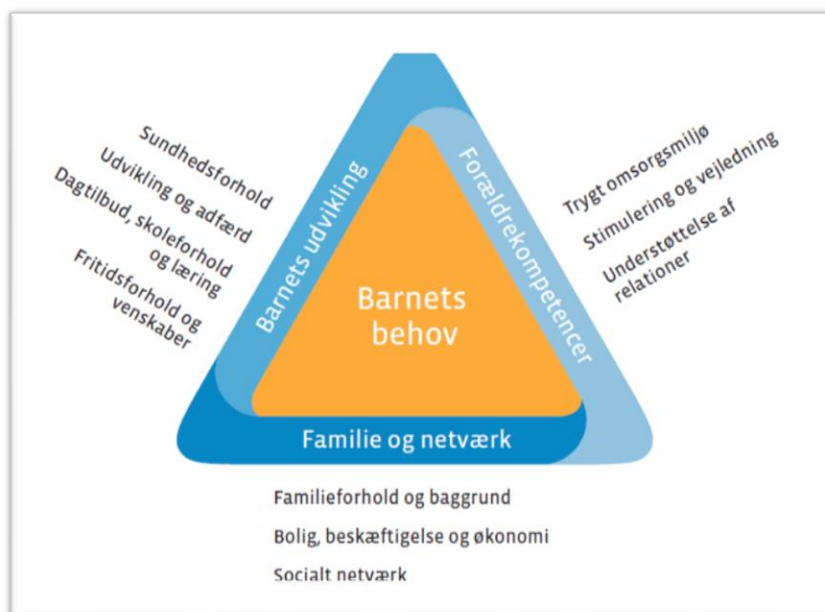 Sundhedsforhold
Udvikling og adfærd
Dagtilbud, skoleforhold
og læring
Fritidsforhold og
venskaber
Barnets udvikling
Barnets
behov
Forældrekompetencer
Trygt omsorgsmiljø
Stimulering og vejledning
Understøttelse af
relationer
Familie og netværk
Familieforhold og baggrund
Bolig, beskæftigelse og økonomi
Socialt netværk